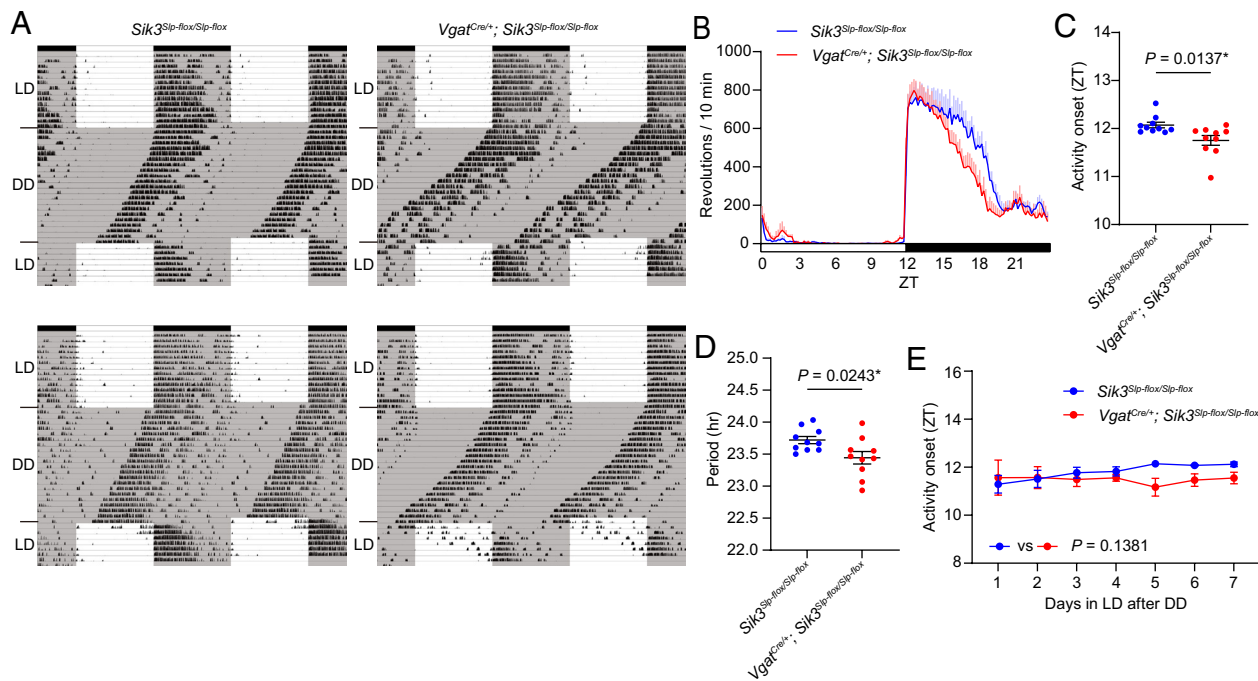 A
Sik3Slp-flox/Slp-flox
VgatCre/+; Sik3Slp-flox/Slp-flox
LD
DD
LD
LD
DD
LD
LD
DD
LD
LD
DD
LD
B
Sik3Slp-flox/Slp-flox
VgatCre/+; Sik3Slp-flox/Slp-flox
Revolutions / 10 min
1000
800
600
400
200
0
0 3 6 9 12 15 18 21
ZT
C
Activity onset (ZT)
14
13
12
11
10
P = 0.0137*
Sik3Slp-flox/Slp-flox
VgatCre/+; Sik3Slp-flox/Slp-flox
D
Period (hr)
25.0
24.5
24.0
23.5
23.0
22.5
22.0
P = 0.0243*
Sik3Slp-flox/Slp-flox
VgatCre/+; Sik3Slp-flox/Slp-flox
E
Activity onset (ZT)
16
14
12
10
8
Sik3Slp-flox/Slp-flox
VgatCre/+; Sik3Slp-flox/Slp-flox
vs P = 0.1381
1 2 3 4 5 6 7
Days in LD after DD